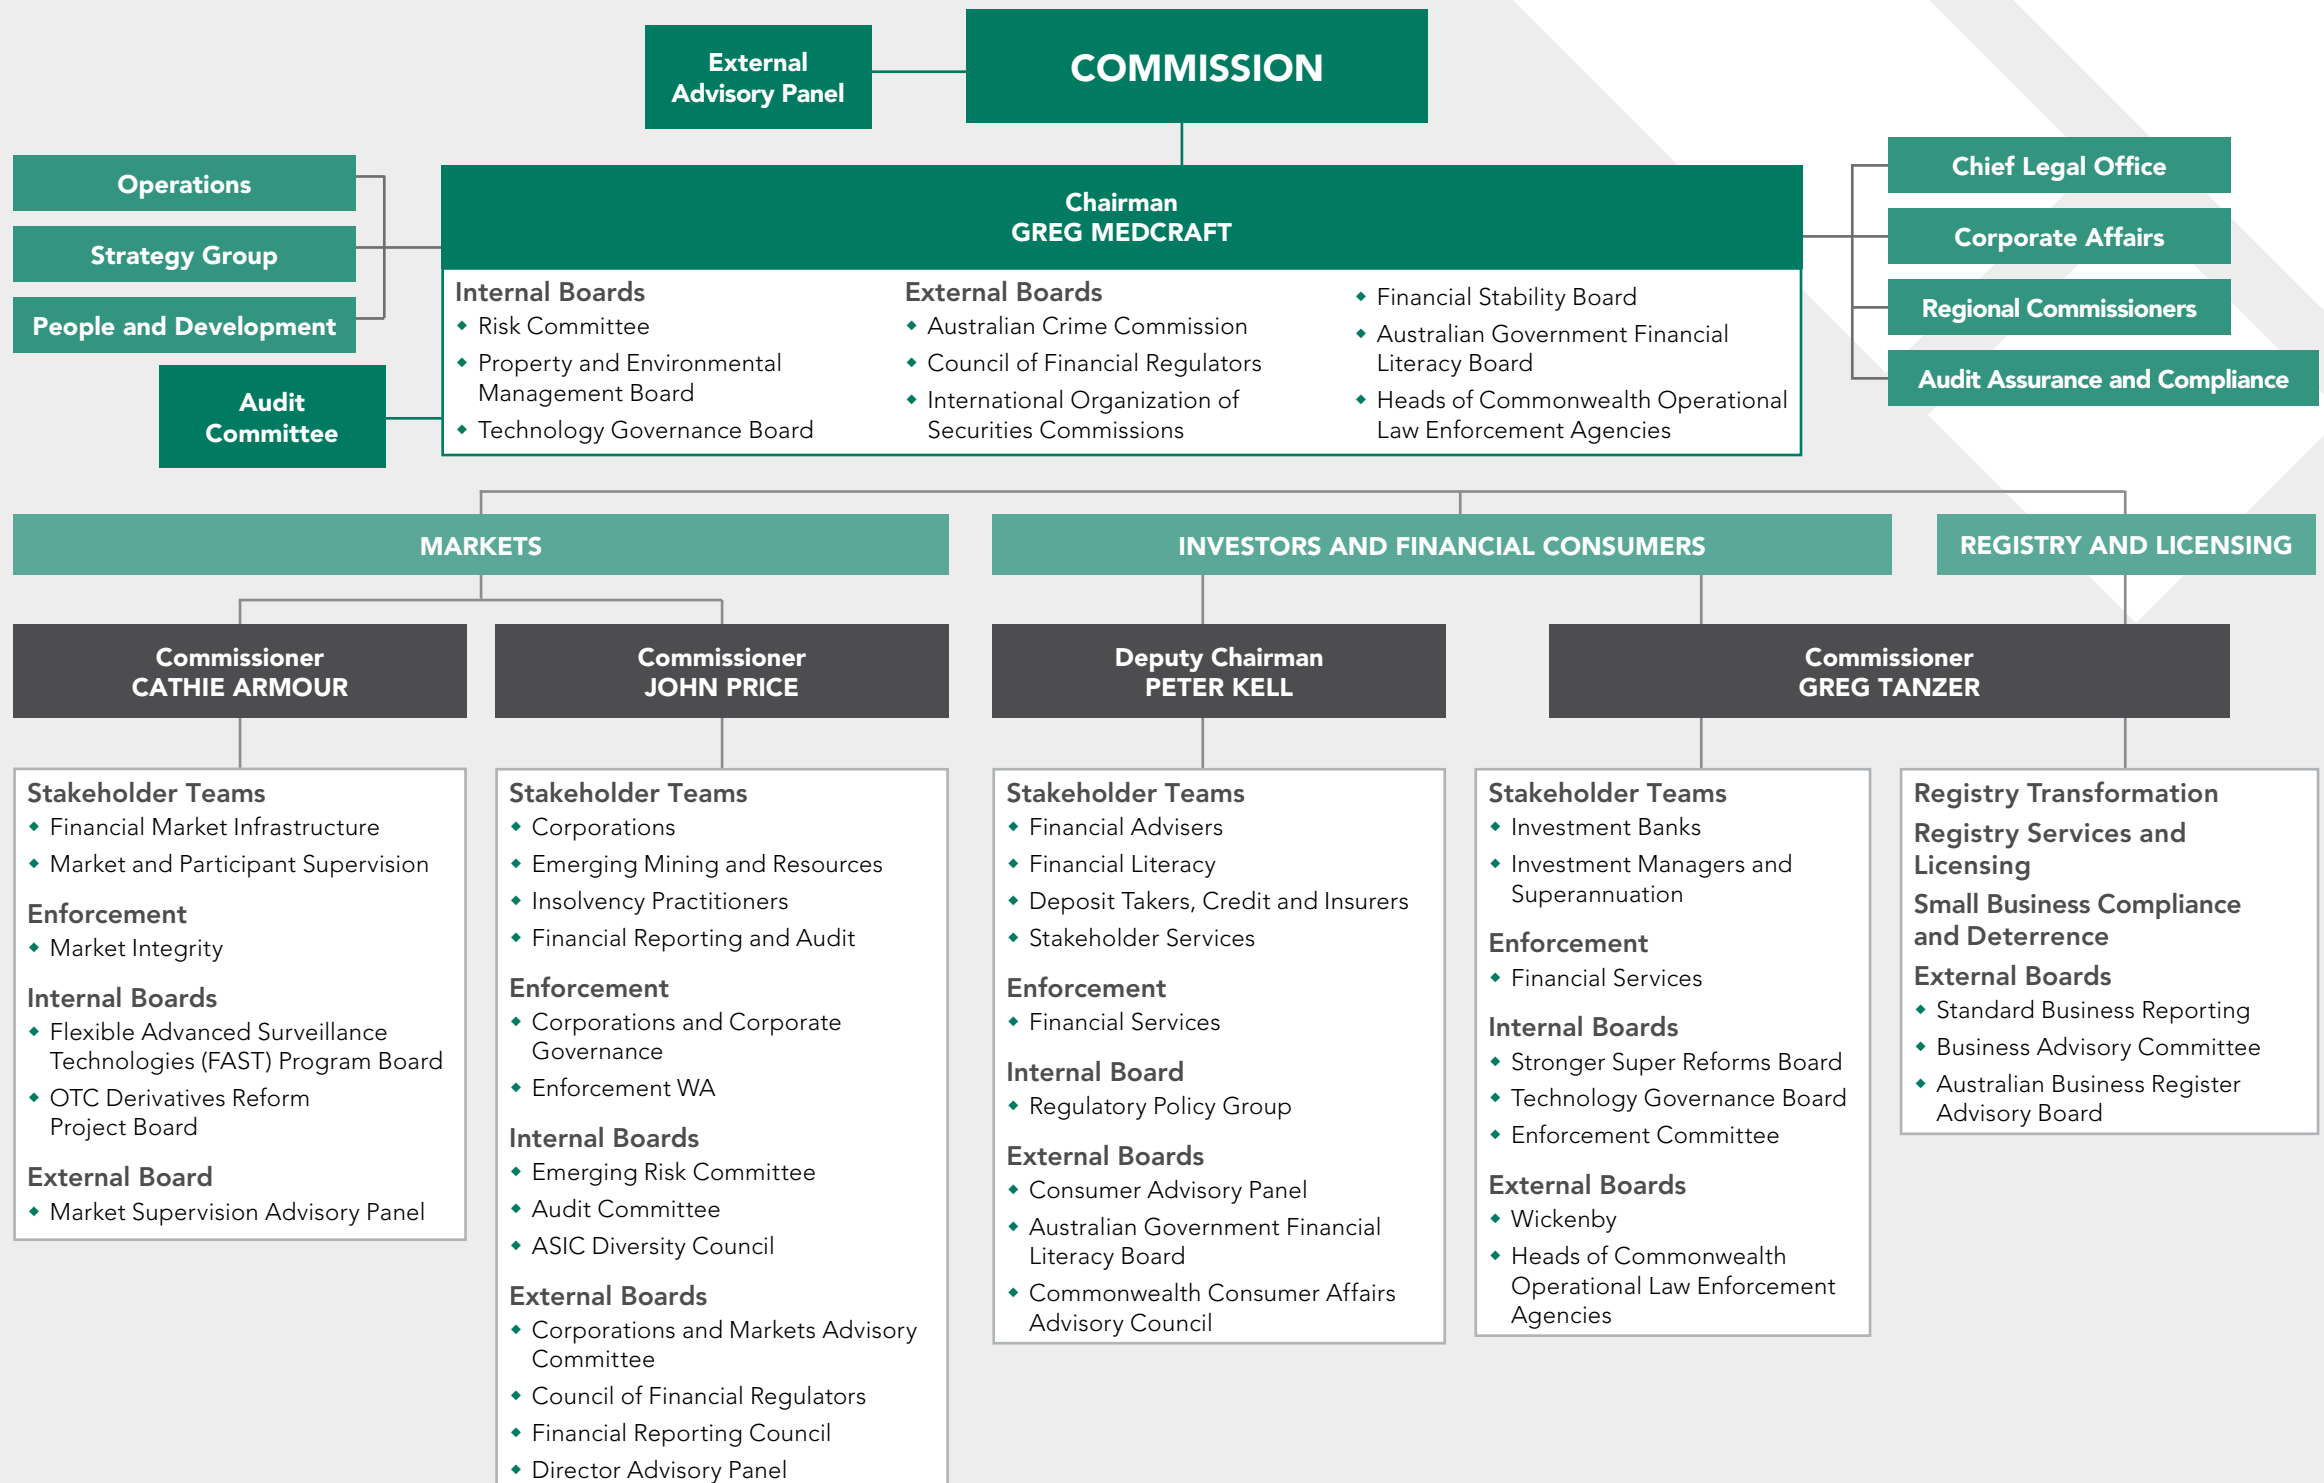 External
Advisory Panel
COMMISSION
Operations
Strategy Group
People and Development
Audit
Committee
Chairman
GREG MEDCRAFT
Internal Boards
Risk Committee
Property and Environmental
Management Board
Technology Governance Board
External Boards
Australian Crime Commission
Council of Financial Regulators
International Organization of
Securities Commissions
Financial Stability Board
Australian Government Financial
Literacy Board
Heads of Commonwealth Operational
Law Enforcement Agencies
Chief Legal Office
Corporate Affairs
Regional Commissioners
Audit Assurance and Compliance
MARKETS
INVESTORS AND FINANCIAL CONSUMERS
REGISTRY AND LICENSING
Commissioner
CATHIE ARMOUR
Commissioner
JOHN PRICE
Deputy Chairman
PETER KELL
Commissioner
GREG TANZER
Stakeholder Teams
Financial Market Infrastructure
Market and Participant Supervision
Enforcement
Market Integrity
Internal Boards
Flexible Advanced Surveillance
Technologies (FAST) Program Board
OTC Derivatives Reform
Project Board
External Board
Market Supervision Advisory Panel
Stakeholder Teams
Corporations
Emerging Mining and Resources
Insolvency Practitioners
Financial Reporting and Audit
Enforcement
Corporations and Corporate
Governance
Enforcement WA
Internal Boards
Emerging Risk Committee
Audit Committee
ASIC Diversity Council
External Boards
Corporations and Markets Advisory
Committee
Council of Financial Regulators
Financial Reporting Council
Director Advisory Panel
Stakeholder Teams
Financial Advisers
Financial Literacy
Deposit Takers, Credit and Insurers
Stakeholder Services
Enforcement
Financial Services
Internal Board
Regulatory Policy Group
External Boards
Consumer Advisory Panel
Australian Government Financial
Literacy Board
Commonwealth Consumer Affairs
Advisory Council
Stakeholder Teams
Investment Banks
Investment Managers and
Superannuation
Enforcement
Financial Services
Internal Boards
Stronger Super Reforms Board
Technology Governance Board
Enforcement Committee
External Boards
Wickenby
Heads of Commonwealth
Operational Law Enforcement
Agencies
Registry Transformation
Registry Services and
Licensing
Small Business Compliance
and Deterrence
External Boards
Standard Business Reporting
Business Advisory Committee
Australian Business Register
Advisory Board